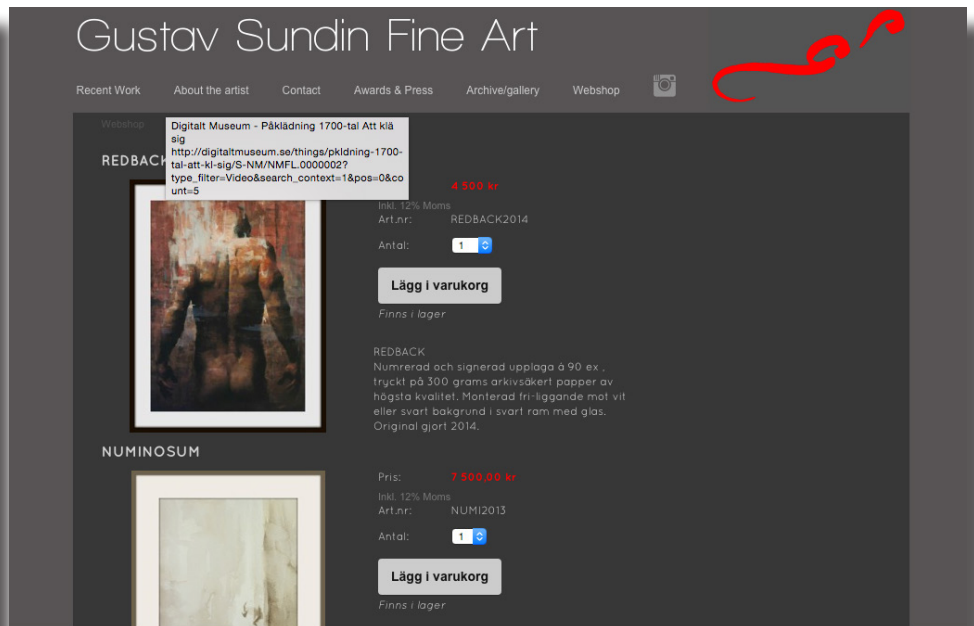 Gustav Sundin Fine Art
Recent Work About the artist Contact Awards & Press Archive/gallery Webshop
Webshop
Digitalt Museum - Påklädning 1700-tal Att klä
sig
http://digitaltmuseum.se/things/pkldning-1700-
tal-att-kl-sig/S-NM/NMFL.0000002?
type_filter=Video&search_context=1&pos=0&co
unt=5
REDBACK
4 500 kr
Inkl. 12% Moms
Art.nr: REDBACK2014
Antal: 1
Lägg i varukorg
Finns i lager
REDBACK
Numrerad och signerad upplaga á 90 ex ,
tryckt på 300 grams arkivsäkert papper av
högsta kvalitet. Monterad fri-liggande mot vit
eller svart bakgrund i svart ram med glas.
Original gjort 2014.
NUMINOSUM
Pris: 7 500,00 kr
Inkl. 12% Moms
Art.nr: NUMI2013
Antal: 1
Lägg i varukorg
Finns i lager